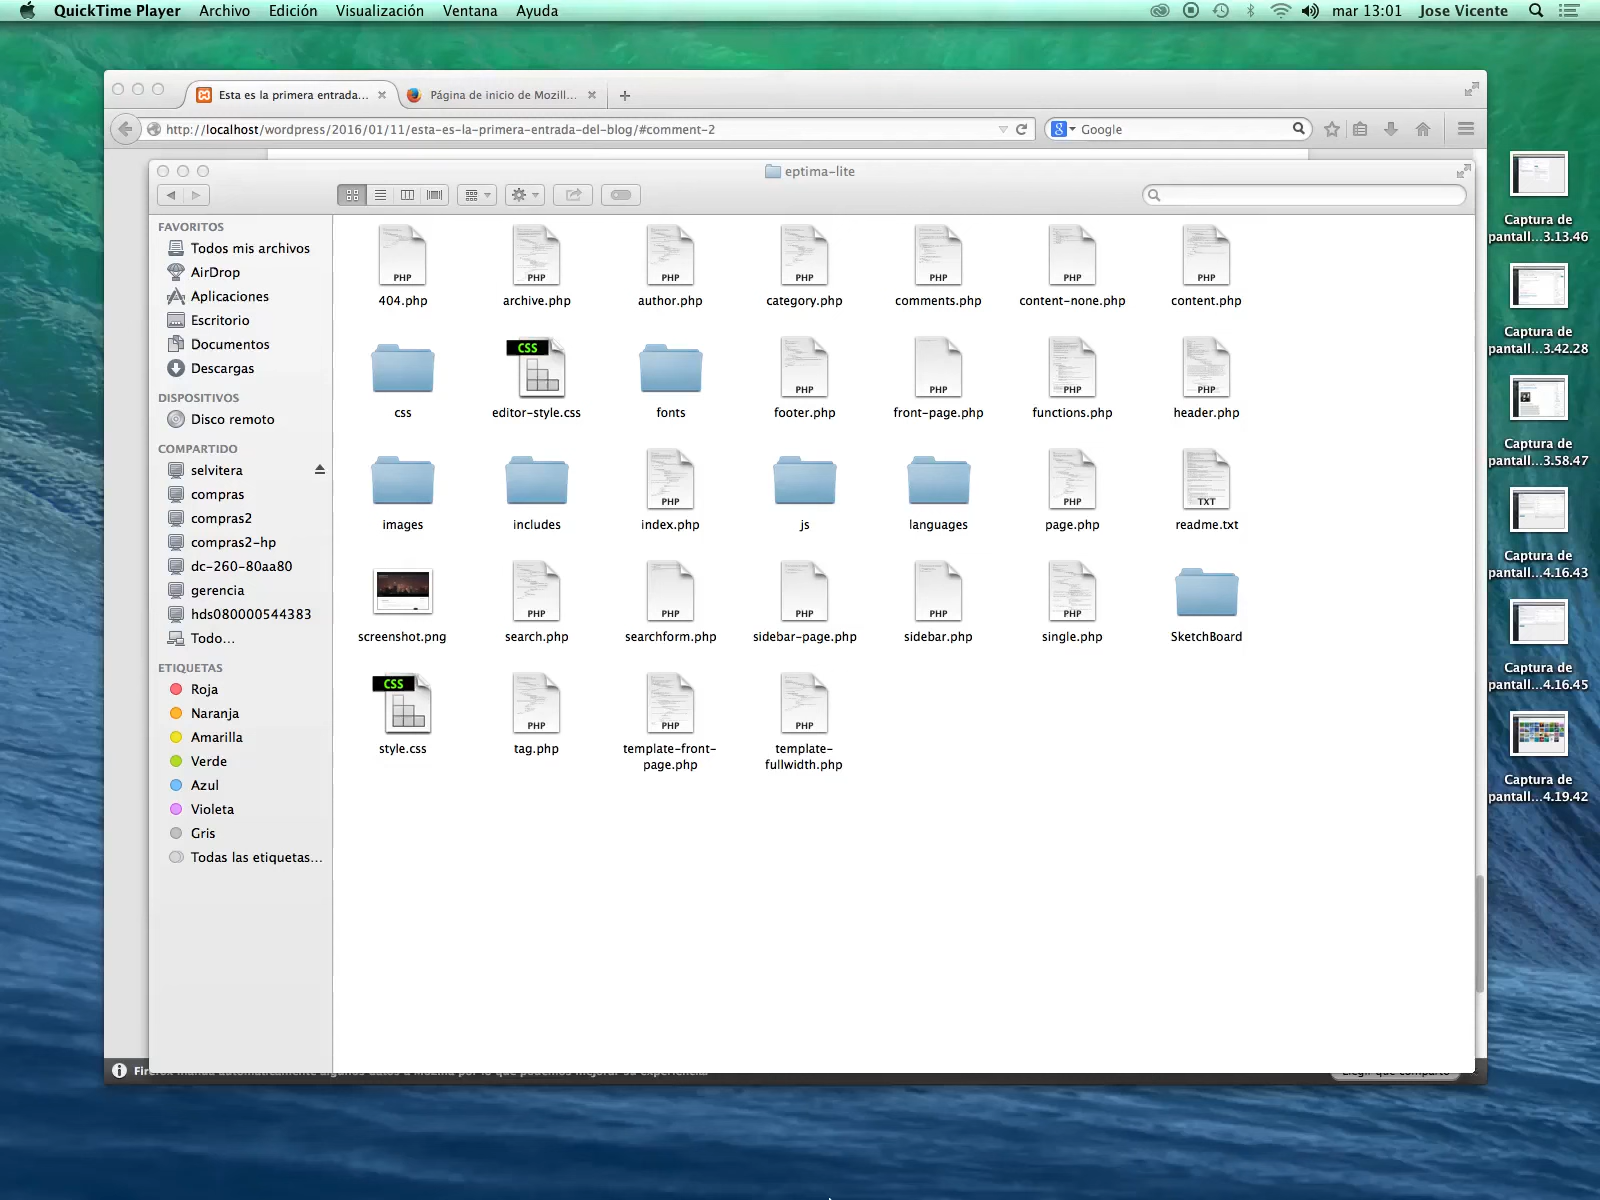 QuickTime Player Archivo Edición Visualización Ventana Ayuda mar 13:01 Jose Vicente
Esta es la primera entrada... Página de inicio de Mozill...
http://localhost/wordpress/2016/01/11/esta-es-la-primera-entrada-del-blog/#comment-2 Google
eptima-lite
FAVORITOS
Todos mis archivos
AirDrop
Aplicaciones
Escritorio
Documentos
Descargas
DISPOSITIVOS
Disco remoto
COMPARTIDO
selvitera
compras
compras2
compras2-hp
dc-260-80aa80
gerencia
hds080000544383
Todo...
ETIQUETAS
Roja
Naranja
Amarilla
Verde
Azul
Violeta
Gris
Todas las etiquetas...
PHP PHP PHP PHP PHP PHP PHP
404.php archive.php author.php category.php comments.php content-none.php content.php
CSS PHP PHP PHP PHP
css editor-style.css fonts footer.php front-page.php functions.php header.php
PHP PHP TXT
images includes index.php js languages page.php readme.txt
PHP PHP PHP PHP PHP
screenshot.png search.php searchform.php sidebar-page.php sidebar.php single.php SketchBoard
CSS PHP PHP PHP
style.css tag.php template-front-page.php template-fullwidth.php
Captura de
pantall...3.13.46
Captura de
pantall...3.42.28
Captura de
pantall...3.58.47
Captura de
pantall...4.16.43
Captura de
pantall...4.16.45
Captura de
pantall...4.19.42